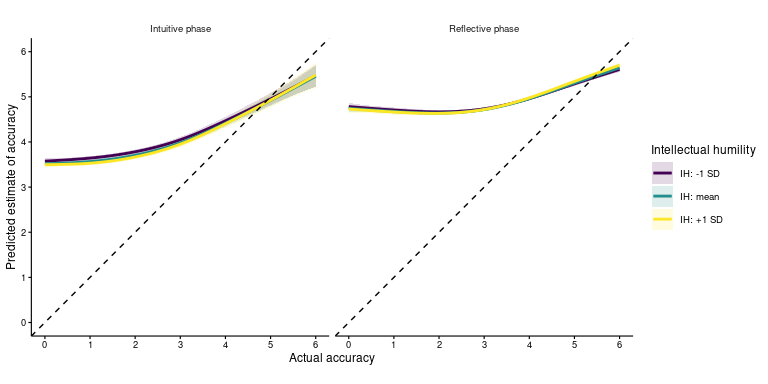 Intuitive phase
Reflective phase
Predicted estimate of accuracy
6
5
4
3
2
1
0
0 1 2 3 4 5 6
0 1 2 3 4 5 6
Actual accuracy
Intellectual humility
IH: -1 SD
IH: mean
IH: +1 SD